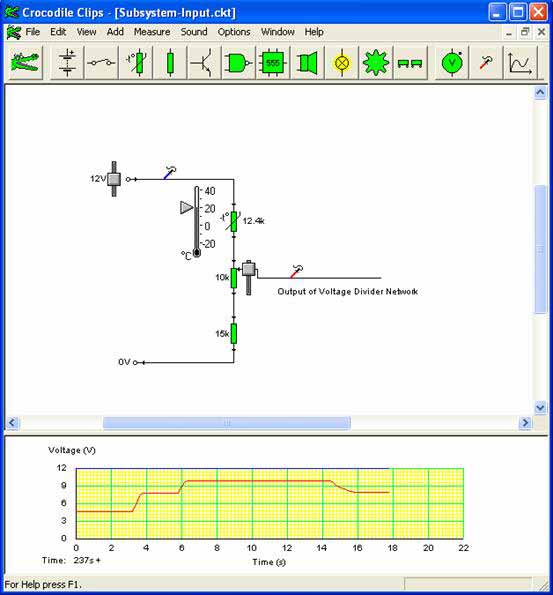 Crocodile Clips - [Subsystem-Input.ckt]
File Edit View Add Measure Sound Options Window Help
555
V
12V
40
20
0
-20
°C
-t°
12.4k
10k
Output of Voltage Divider Network
15k
0V
Voltage (V)
12
9
6
3
0
0 2 4 6 8 10 12 14 16 18 20 22
Time: 237s +
Time (s)
For Help press F1.